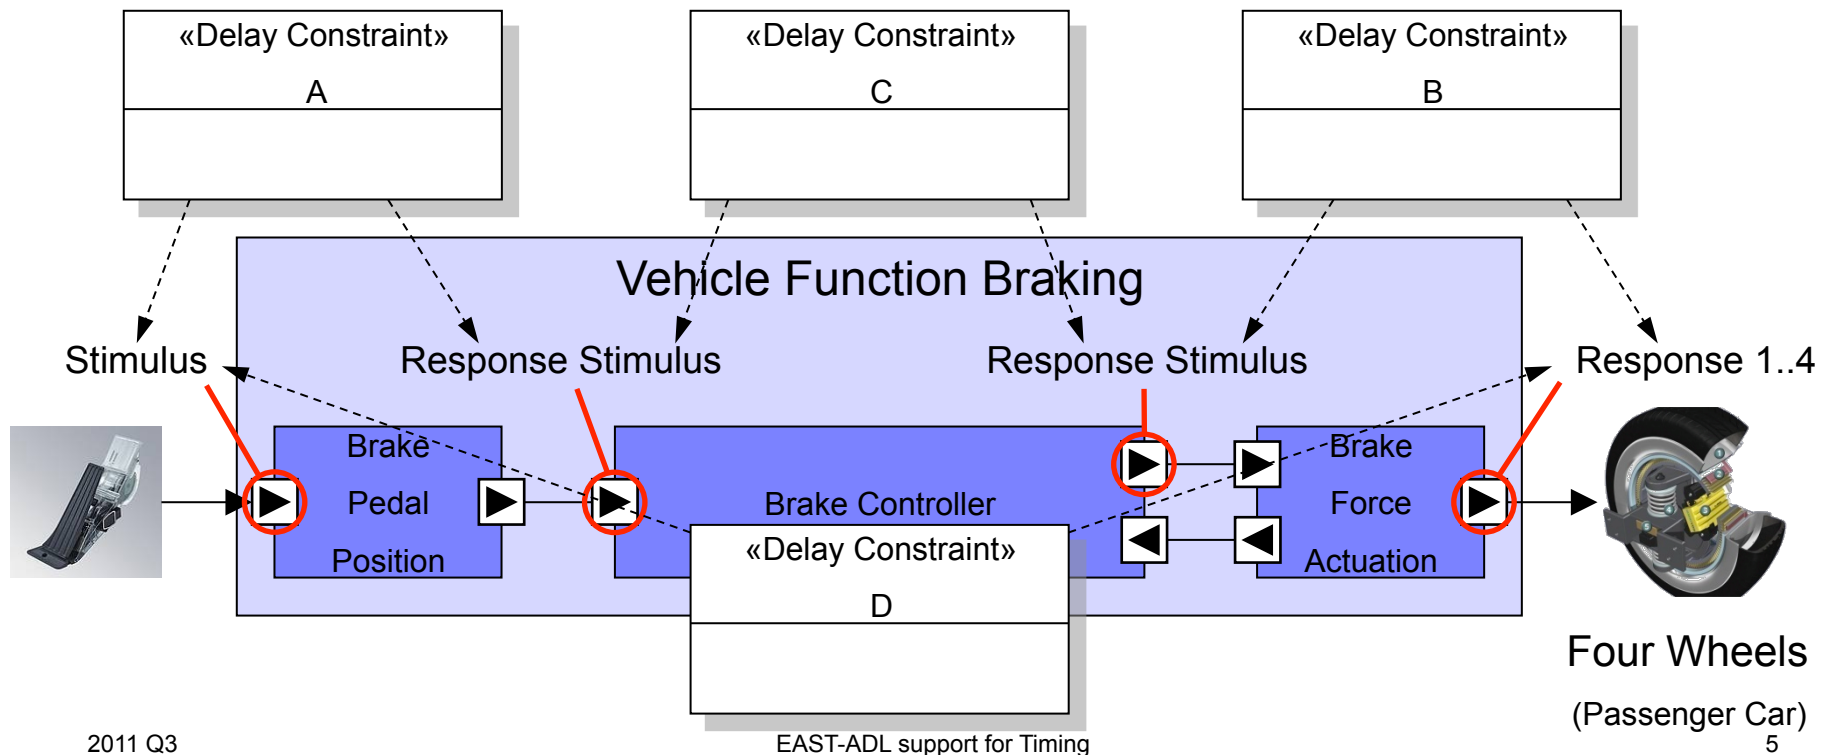 «Delay Constraint»
A
«Delay Constraint»
C
«Delay Constraint»
B
Vehicle Function Braking
Stimulus
Response Stimulus
Response Stimulus
Response 1..4
Brake
Pedal
Position
Brake Controller
Brake
Force
Actuation
«Delay Constraint»
D
Four Wheels
(Passenger Car)
2011 Q3
EAST-ADL support for Timing
5